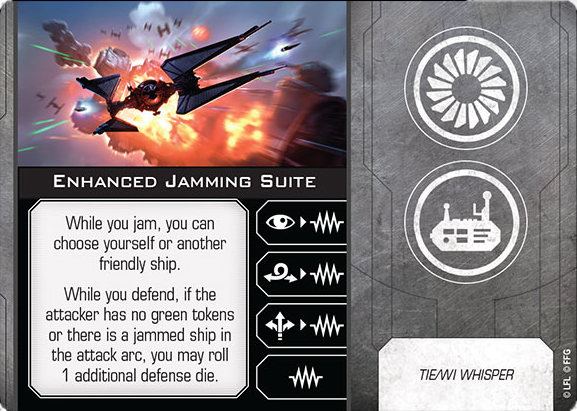 Enhanced Jamming Suite
While you jam, you can
choose yourself or another
friendly ship.
While you defend, if the
attacker has no green tokens
or there is a jammed ship in
the attack arc, you may roll
1 additional defense die.
TIE/WI WHISPER
© LFL © FFG